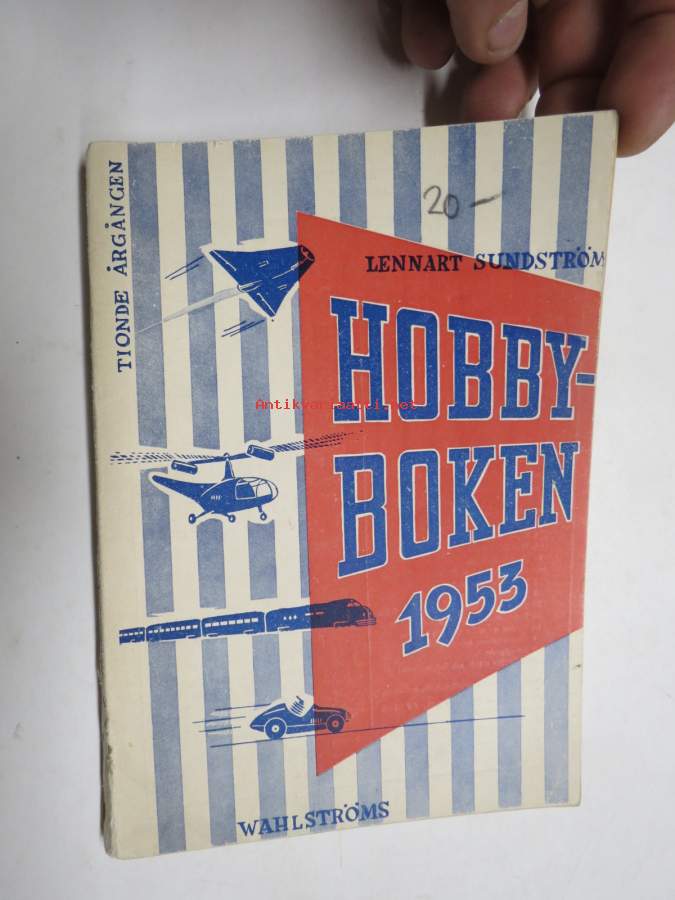 TIONDE ÅRGÅNGEN
20-
LENNART SUNDSTRÖM
HOBBY-
BOKEN
1953
WAHLSTRÖMS
Antikvariaatti.net